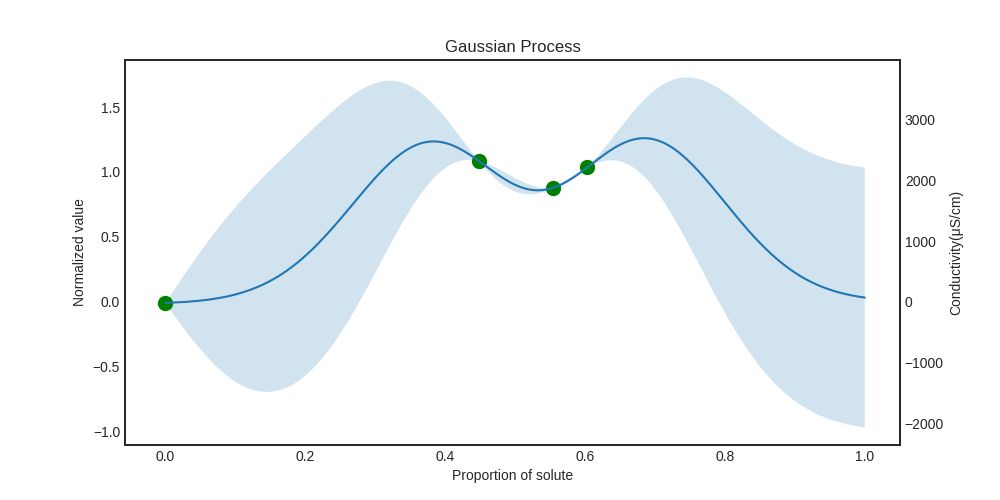 Gaussian Process
Normalized value
1.5
1.0
0.5
0.0
−0.5
−1.0
3000
2000
1000
0
−1000
−2000
Conductivity(μS/cm)
0.0 0.2 0.4 0.6 0.8 1.0
Proportion of solute